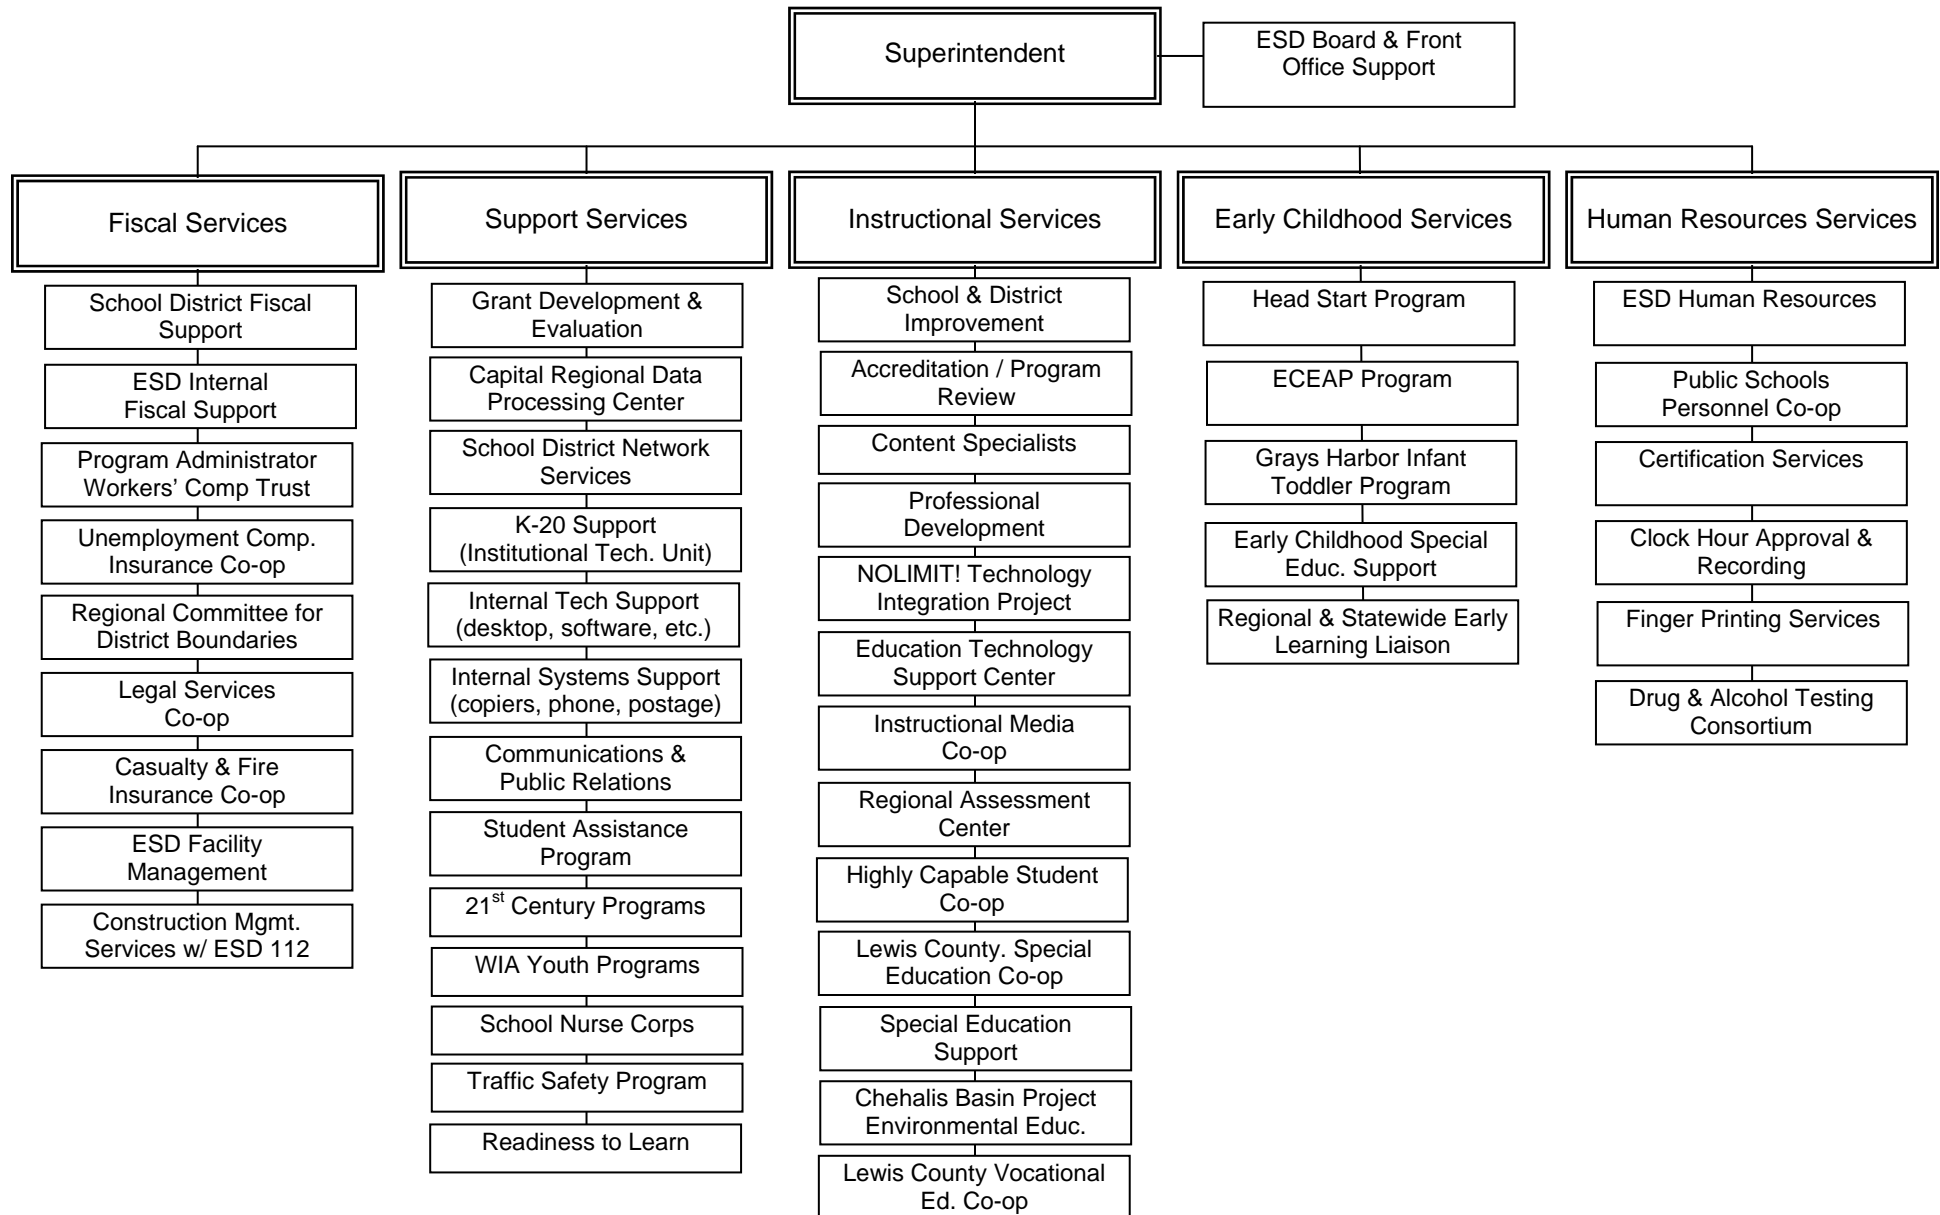 Superintendent
ESD Board & Front
Office Support
Fiscal Services
School District Fiscal
Support
ESD Internal
Fiscal Support
Program Administrator
Workers’ Comp Trust
Unemployment Comp.
Insurance Co-op
Regional Committee for
District Boundaries
Legal Services
Co-op
Casualty & Fire
Insurance Co-op
ESD Facility
Management
Construction Mgmt.
Services w/ ESD 112
Support Services
Grant Development &
Evaluation
Capital Regional Data
Processing Center
School District Network
Services
K-20 Support
(Institutional Tech. Unit)
Internal Tech Support
(desktop, software, etc.)
Internal Systems Support
(copiers, phone, postage)
Communications &
Public Relations
Student Assistance
Program
21st Century Programs
WIA Youth Programs
School Nurse Corps
Traffic Safety Program
Readiness to Learn
Instructional Services
School & District
Improvement
Accreditation / Program
Review
Content Specialists
Professional
Development
NOLIMIT! Technology
Integration Project
Education Technology
Support Center
Instructional Media
Co-op
Regional Assessment
Center
Highly Capable Student
Co-op
Lewis County. Special
Education Co-op
Special Education
Support
Chehalis Basin Project
Environmental Educ.
Lewis County Vocational
Ed. Co-op
Early Childhood Services
Head Start Program
ECEAP Program
Grays Harbor Infant
Toddler Program
Early Childhood Special
Educ. Support
Regional & Statewide Early
Learning Liaison
Human Resources Services
ESD Human Resources
Public Schools
Personnel Co-op
Certification Services
Clock Hour Approval &
Recording
Finger Printing Services
Drug & Alcohol Testing
Consortium